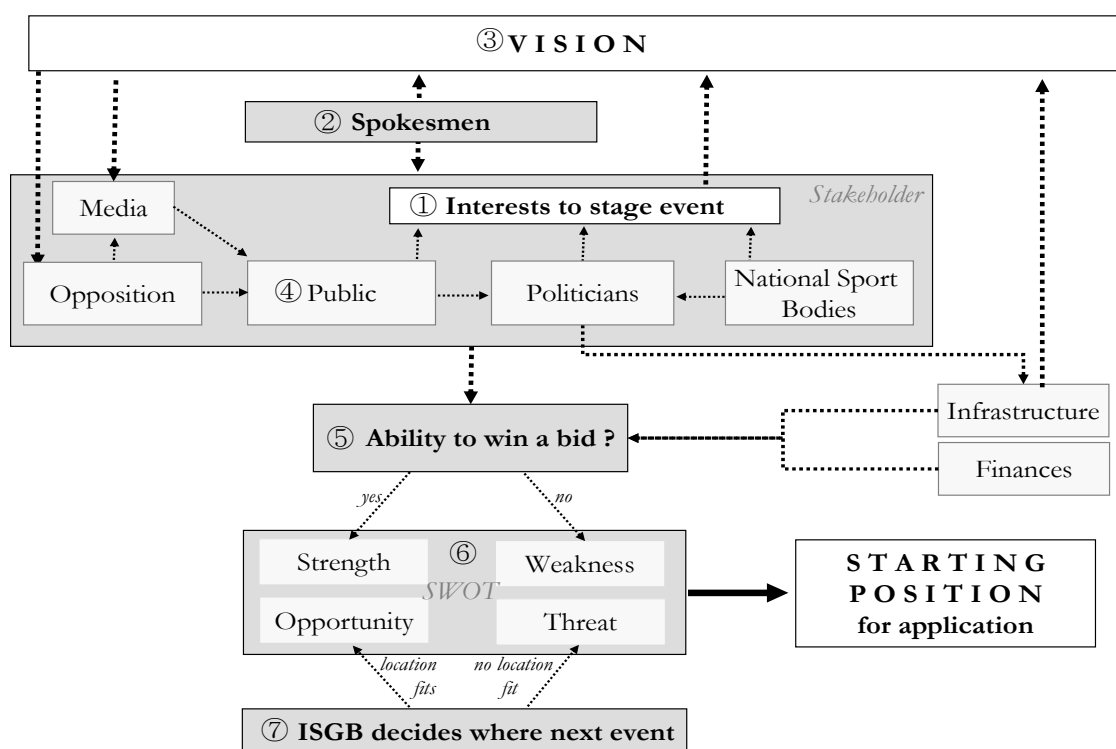 ③ V I S I O N
② Spokesmen
Stakeholder
Media
① Interests to stage event
Opposition
④ Public
Politicians
National Sport
Bodies
Infrastructure
Finances
⑤ Ability to win a bid ?
yes
no
⑥
SWOT
Strength
Weakness
Opportunity
Threat
S T A R T I N G
P O S I T I O N
for application
location
fits
no location
fit
⑦ ISGB decides where next event